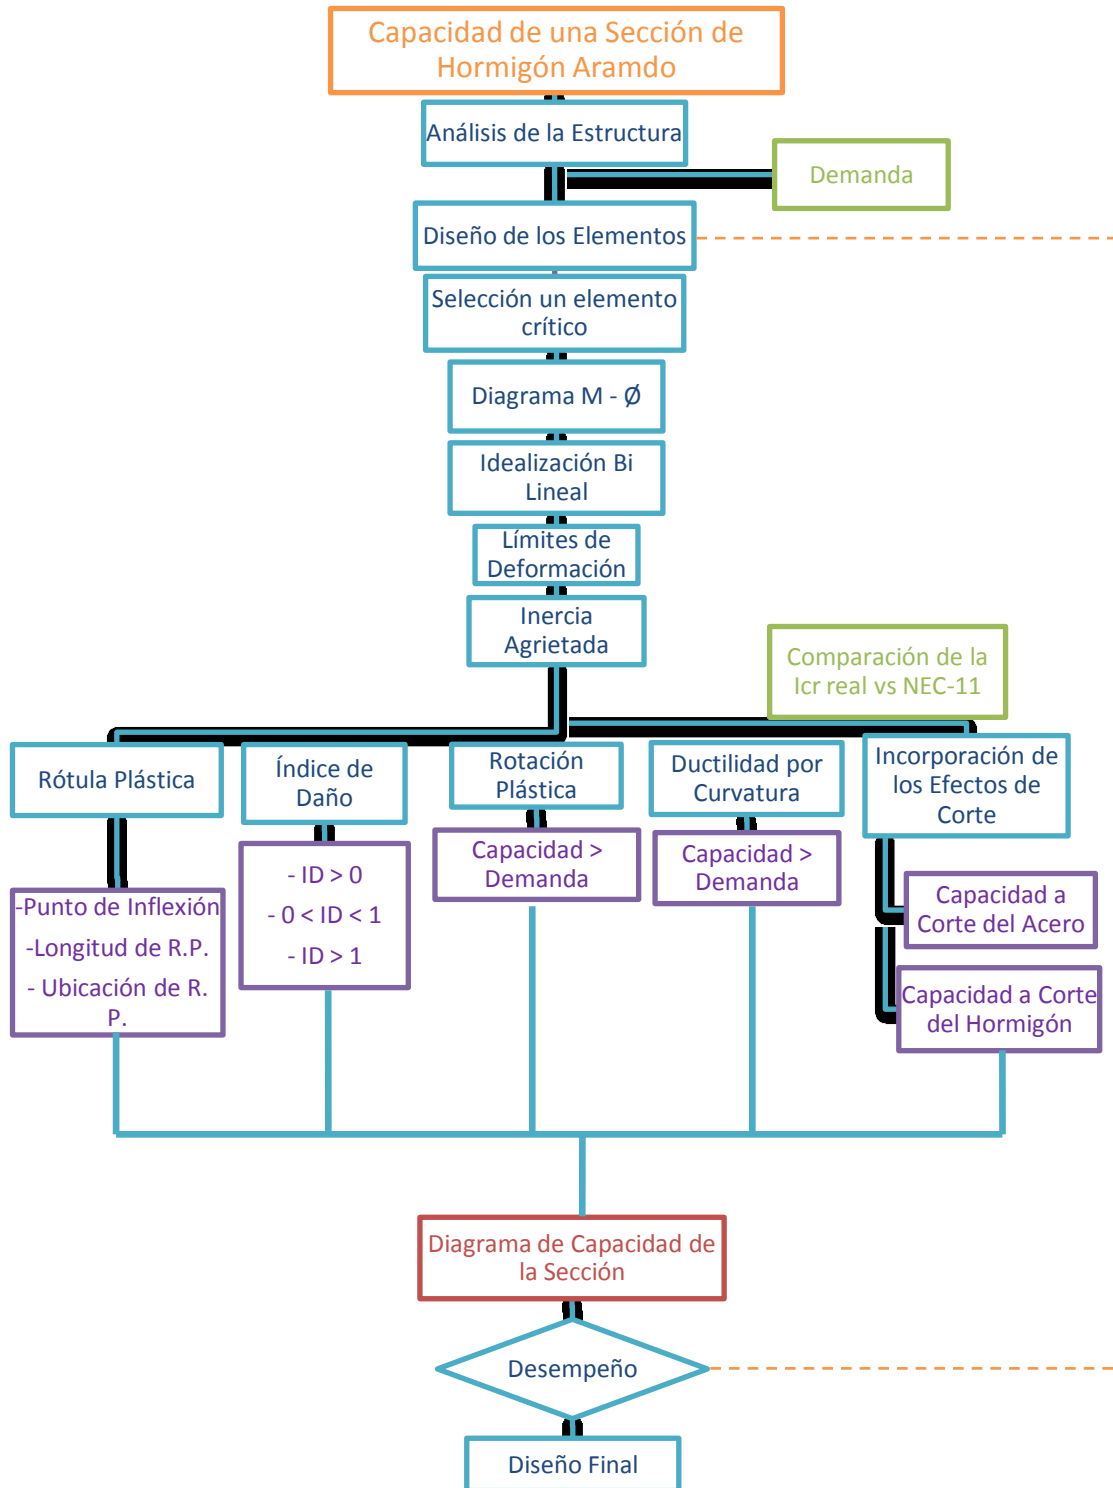 Capacidad de una Sección de
Hormigón Aramdo
Análisis de la Estructura
Demanda
Diseño de los Elementos
Selección un elemento
crítico
Diagrama M - Ø
Idealización Bi
Lineal
Límites de
Deformación
Inercia
Agrietada
Comparación de la
Icr real vs NEC-11
Rótula Plástica
Índice de
Daño
Rotación
Plástica
Ductilidad por
Curvatura
Incorporación de
los Efectos de
Corte
-Punto de Inflexión
-Longitud de R.P.
- Ubicación de R.
P.
- ID > 0
- 0 < ID < 1
- ID > 1
Capacidad >
Demanda
Capacidad >
Demanda
Capacidad a
Corte del Acero
Capacidad a Corte
del Hormigón
Diagrama de Capacidad de
la Sección
Desempeño
Diseño Final